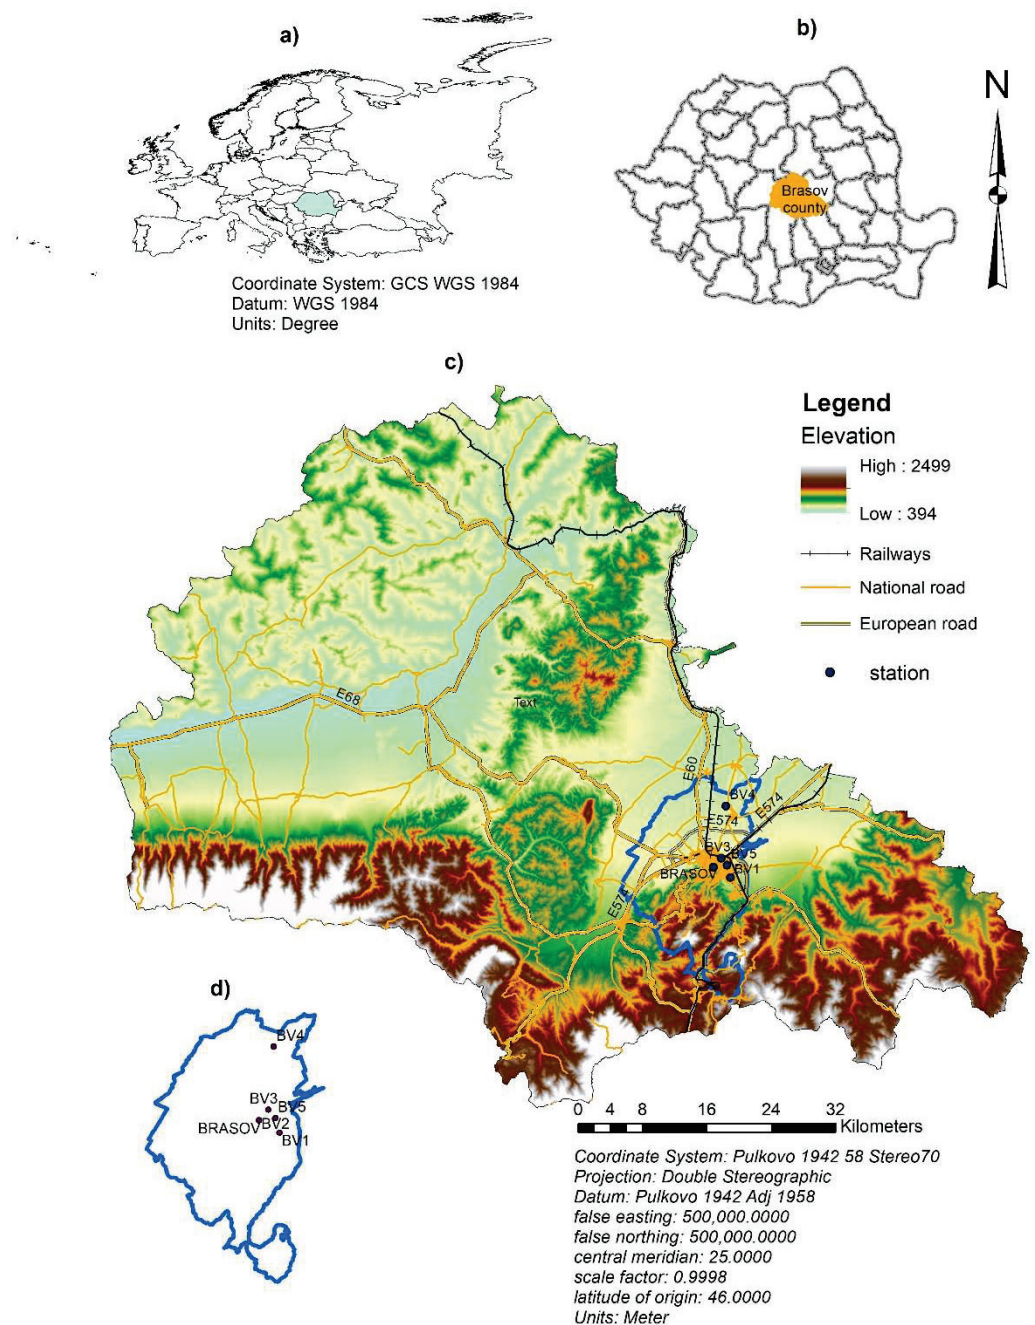 a)
b)
N
Brasov
county
Coordinate System: GCS WGS 1984
Datum: WGS 1984
Units: Degree
c)
Legend
Elevation
High : 2499
Low : 394
Railways
National road
European road
station
E68
Text
E60
BV4
E574
E574
BV3
BV5
BRASOV
BV1
E574
d)
BV4
BV3
BV5
BRASOV
BV2
BV1
0 4 8 16 24 32
Kilometers
Coordinate System: Pulkovo 1942 58 Stereo70
Projection: Double Stereographic
Datum: Pulkovo 1942 Adj 1958
false easting: 500,000.0000
false northing: 500,000.0000
central meridian: 25.0000
scale factor: 0.9998
latitude of origin: 46.0000
Units: Meter